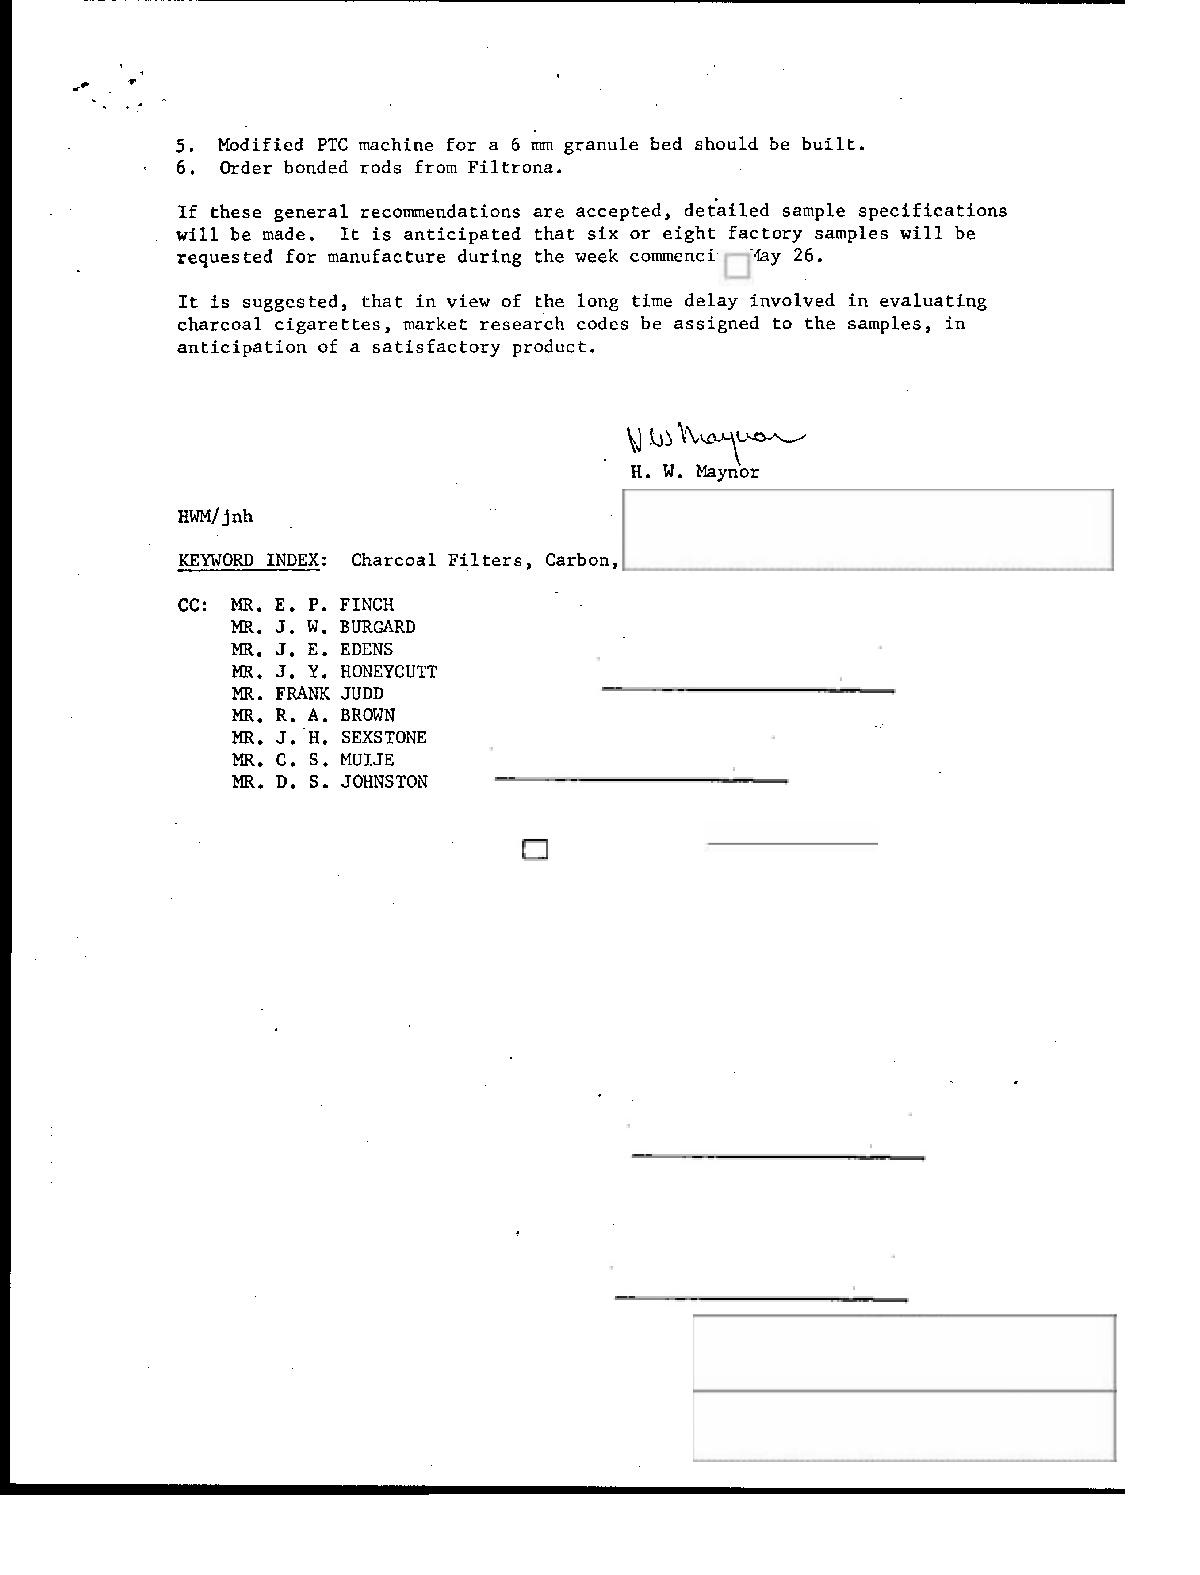 5. Modified PTC machine for a 6 mm granule bed should be built.
6. Order bonded rods from Filtrona.
If these general recommendations are accepted, detailed sample specifications
will be made. It is anticipated that six or eight factory samples will be
requested for manufacture during the week commenci May 26.
It is suggested, that in view of the long time delay involved in evaluating
charcoal cigarettes, market research codes be assigned to the samples, in
anticipation of a satisfactory product.
H W Maynor
H. W. Maynor
HWM/jnh
KEYWORD INDEX: Charcoal Filters, Carbon,
CC: MR. E. P. FINCH
MR. J. W. BURGARD
MR. J. E. EDENS
MR. J. Y. HONEYCUTT
MR. FRANK JUDD
MR. R. A. BROWN
MR. J. H. SEXSTONE
MR. C. S. MUIJE
MR. D. S. JOHNSTON